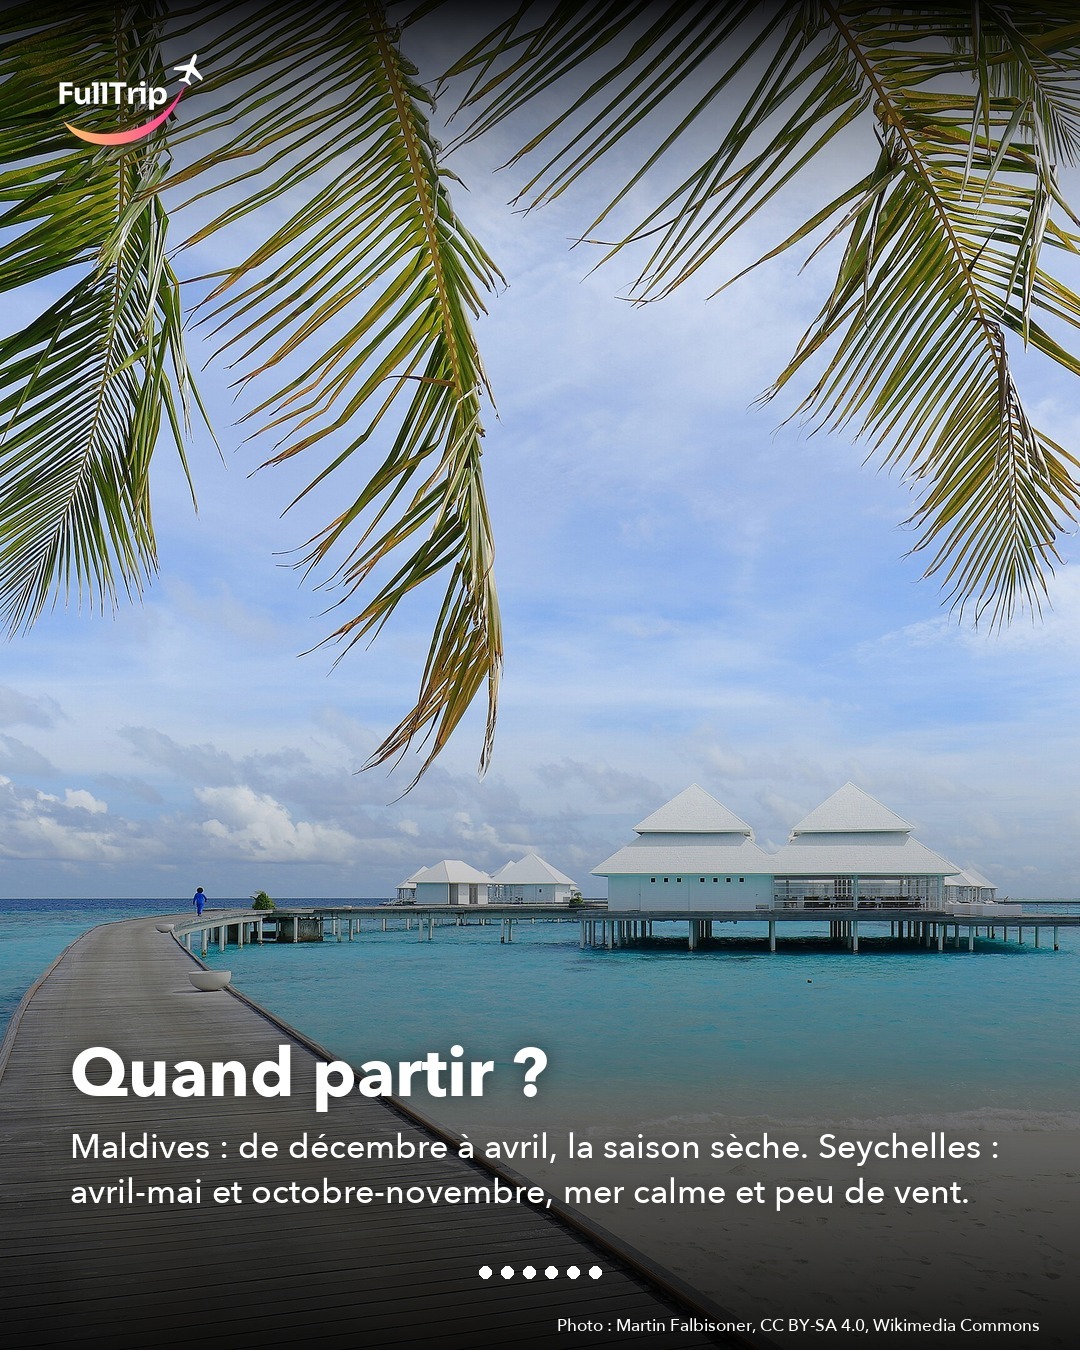 FullTrip
Quand partir ?
Maldives : de décembre à avril, la saison sèche. Seychelles :
avril-mai et octobre-novembre, mer calme et peu de vent.
Photo : Martin Falbisoner, CC BY-SA 4.0, Wikimedia Commons